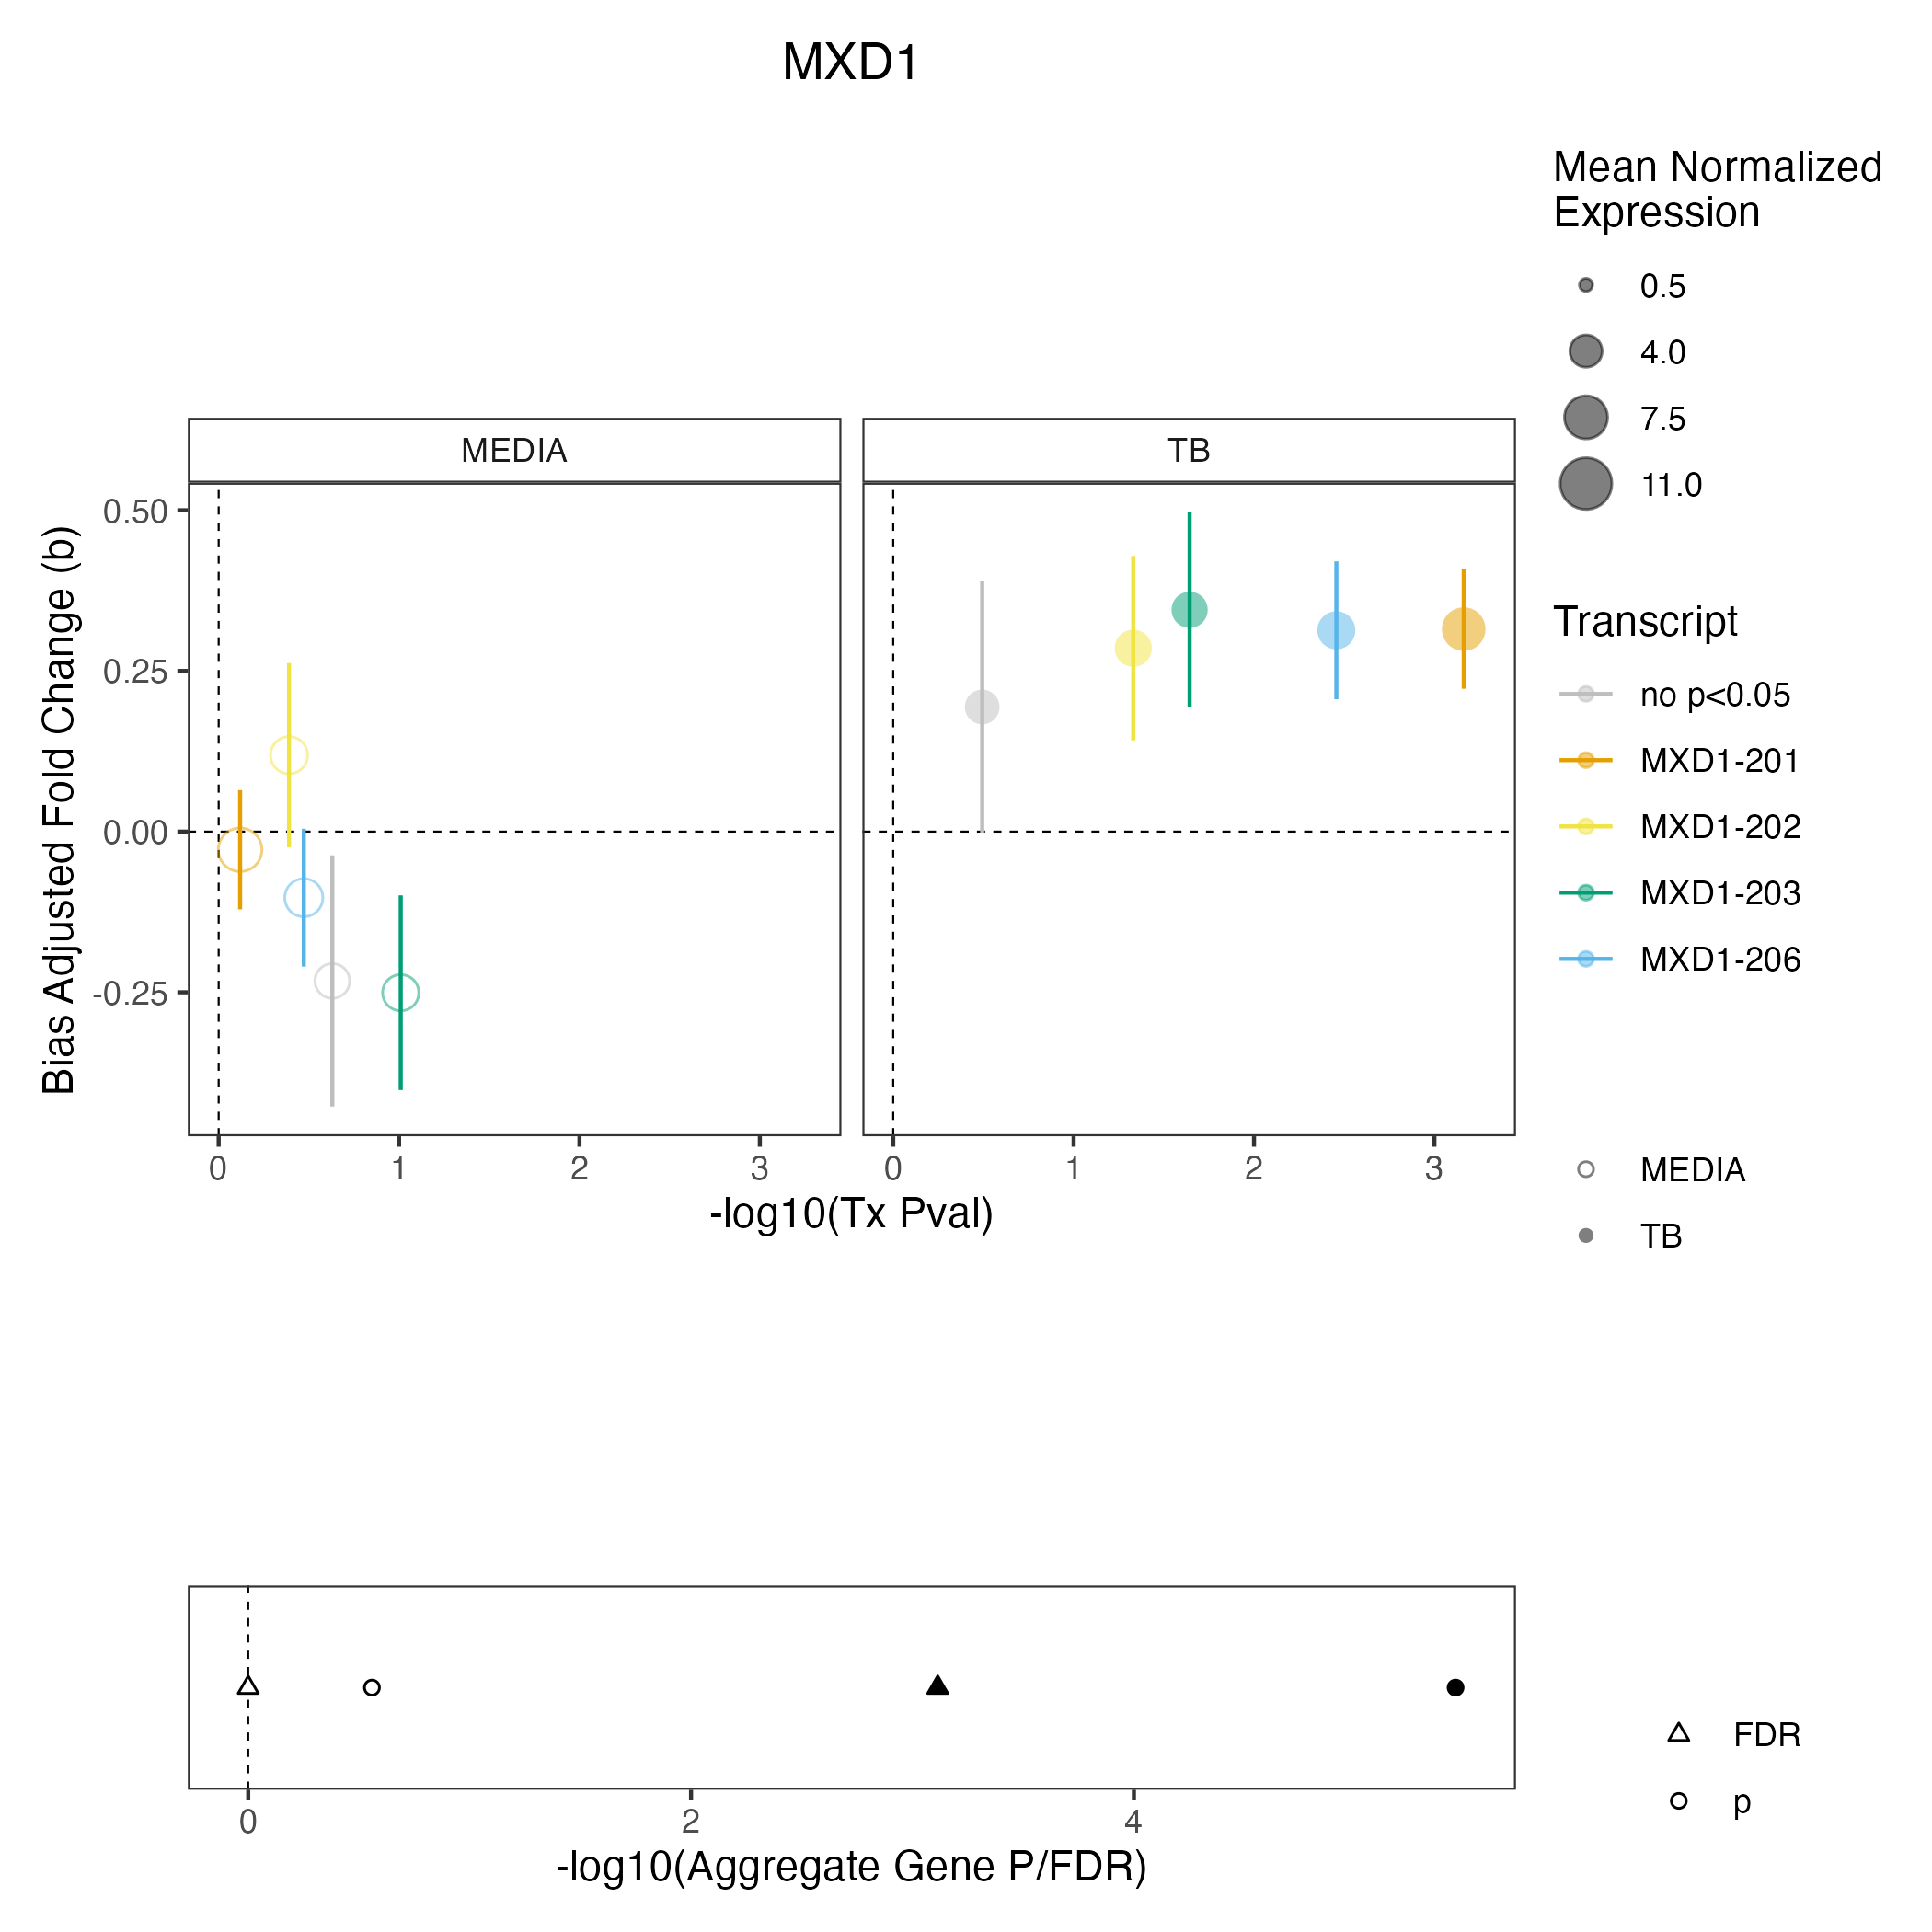 MXD1
Mean Normalized
Expression
0.5
4.0
7.5
11.0
MEDIA
TB
Bias Adjusted Fold Change (b)
0.50
0.25
0.00
-0.25
0
1
2
3
0
1
2
3
-log10(Tx Pval)
Transcript
no p<0.05
MXD1-201
MXD1-202
MXD1-203
MXD1-206
MEDIA
TB
0
2
4
-log10(Aggregate Gene P/FDR)
FDR
p